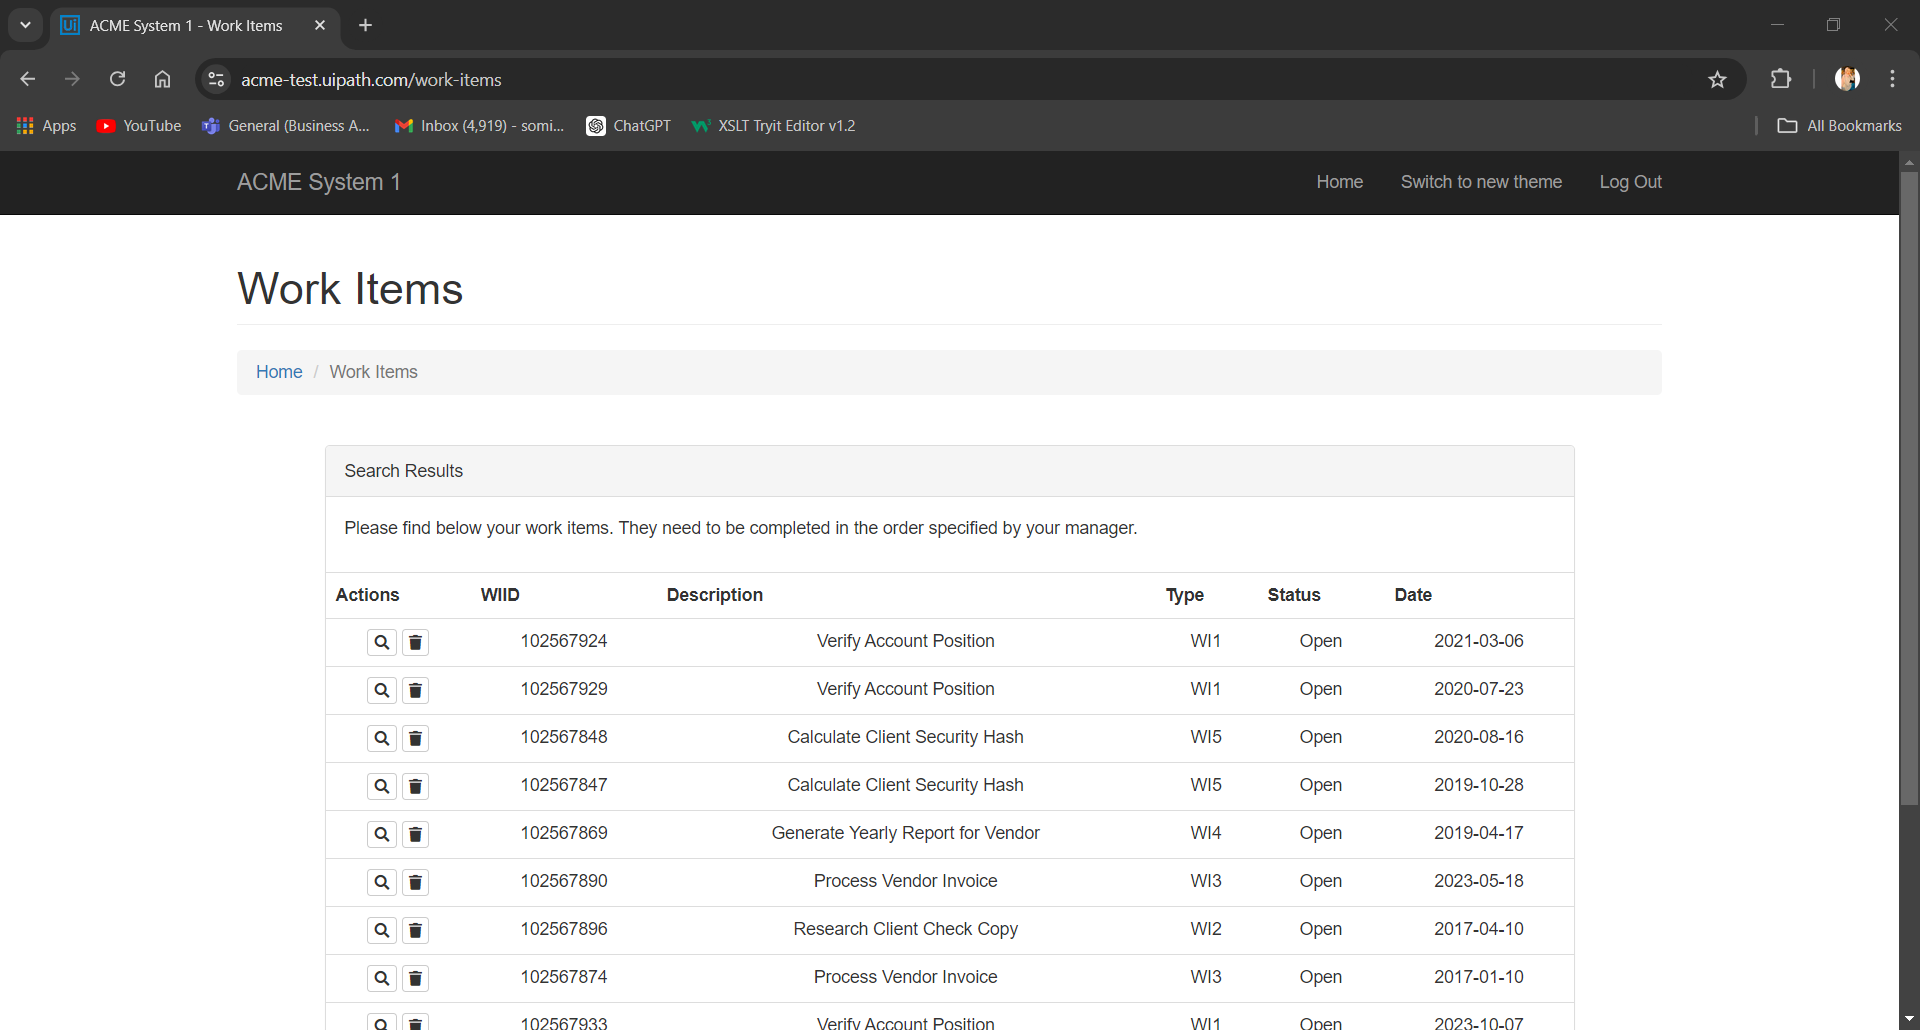 ACME System 1 - Work Items
acme-test.uipath.com/work-items
Apps YouTube General (Business A... Inbox (4,919) - somi... ChatGPT XSLT Tryit Editor v1.2 All Bookmarks
ACME System 1 Home Switch to new theme Log Out
Work Items
Home / Work Items
Search Results
Please find below your work items. They need to be completed in the order specified by your manager.
Actions WIID Description Type Status Date
102567924 Verify Account Position WI1 Open 2021-03-06
102567929 Verify Account Position WI1 Open 2020-07-23
102567848 Calculate Client Security Hash WI5 Open 2020-08-16
102567847 Calculate Client Security Hash WI5 Open 2019-10-28
102567869 Generate Yearly Report for Vendor WI4 Open 2019-04-17
102567890 Process Vendor Invoice WI3 Open 2023-05-18
102567896 Research Client Check Copy WI2 Open 2017-04-10
102567874 Process Vendor Invoice WI3 Open 2017-01-10
102567933 Verify Account Position WI1 Open 2023-10-07